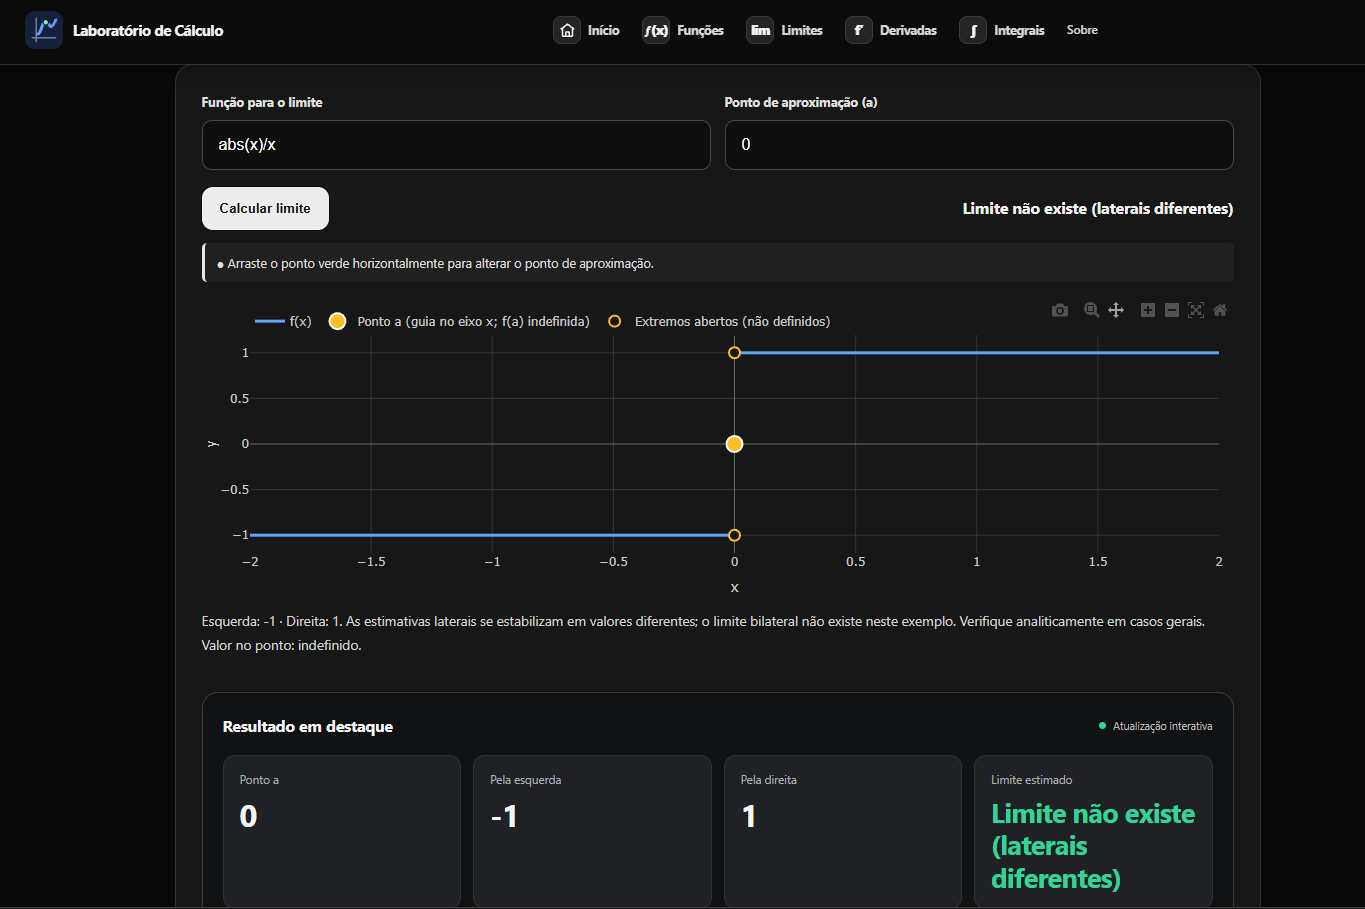 Laboratório de Cálculo
Início
f(x) Funções
lim Limites
f' Derivadas
∫ Integrais
Sobre
Função para o limite
Ponto de aproximação (a)
abs(x)/x
0
Calcular limite
Limite não existe (laterais diferentes)
● Arraste o ponto verde horizontalmente para alterar o ponto de aproximação.
f(x)
Ponto a (guia no eixo x; f(a) indefinida)
Extremos abertos (não definidos)
1
0.5
0
−0.5
−1
y
−2
−1.5
−1
−0.5
0
0.5
1
1.5
2
x
Esquerda: -1 · Direita: 1. As estimativas laterais se estabilizam em valores diferentes; o limite bilateral não existe neste exemplo. Verifique analiticamente em casos gerais.
Valor no ponto: indefinido.
Resultado em destaque
Atualização interativa
Ponto a
0
Pela esquerda
-1
Pela direita
1
Limite estimado
Limite não existe
(laterais
diferentes)